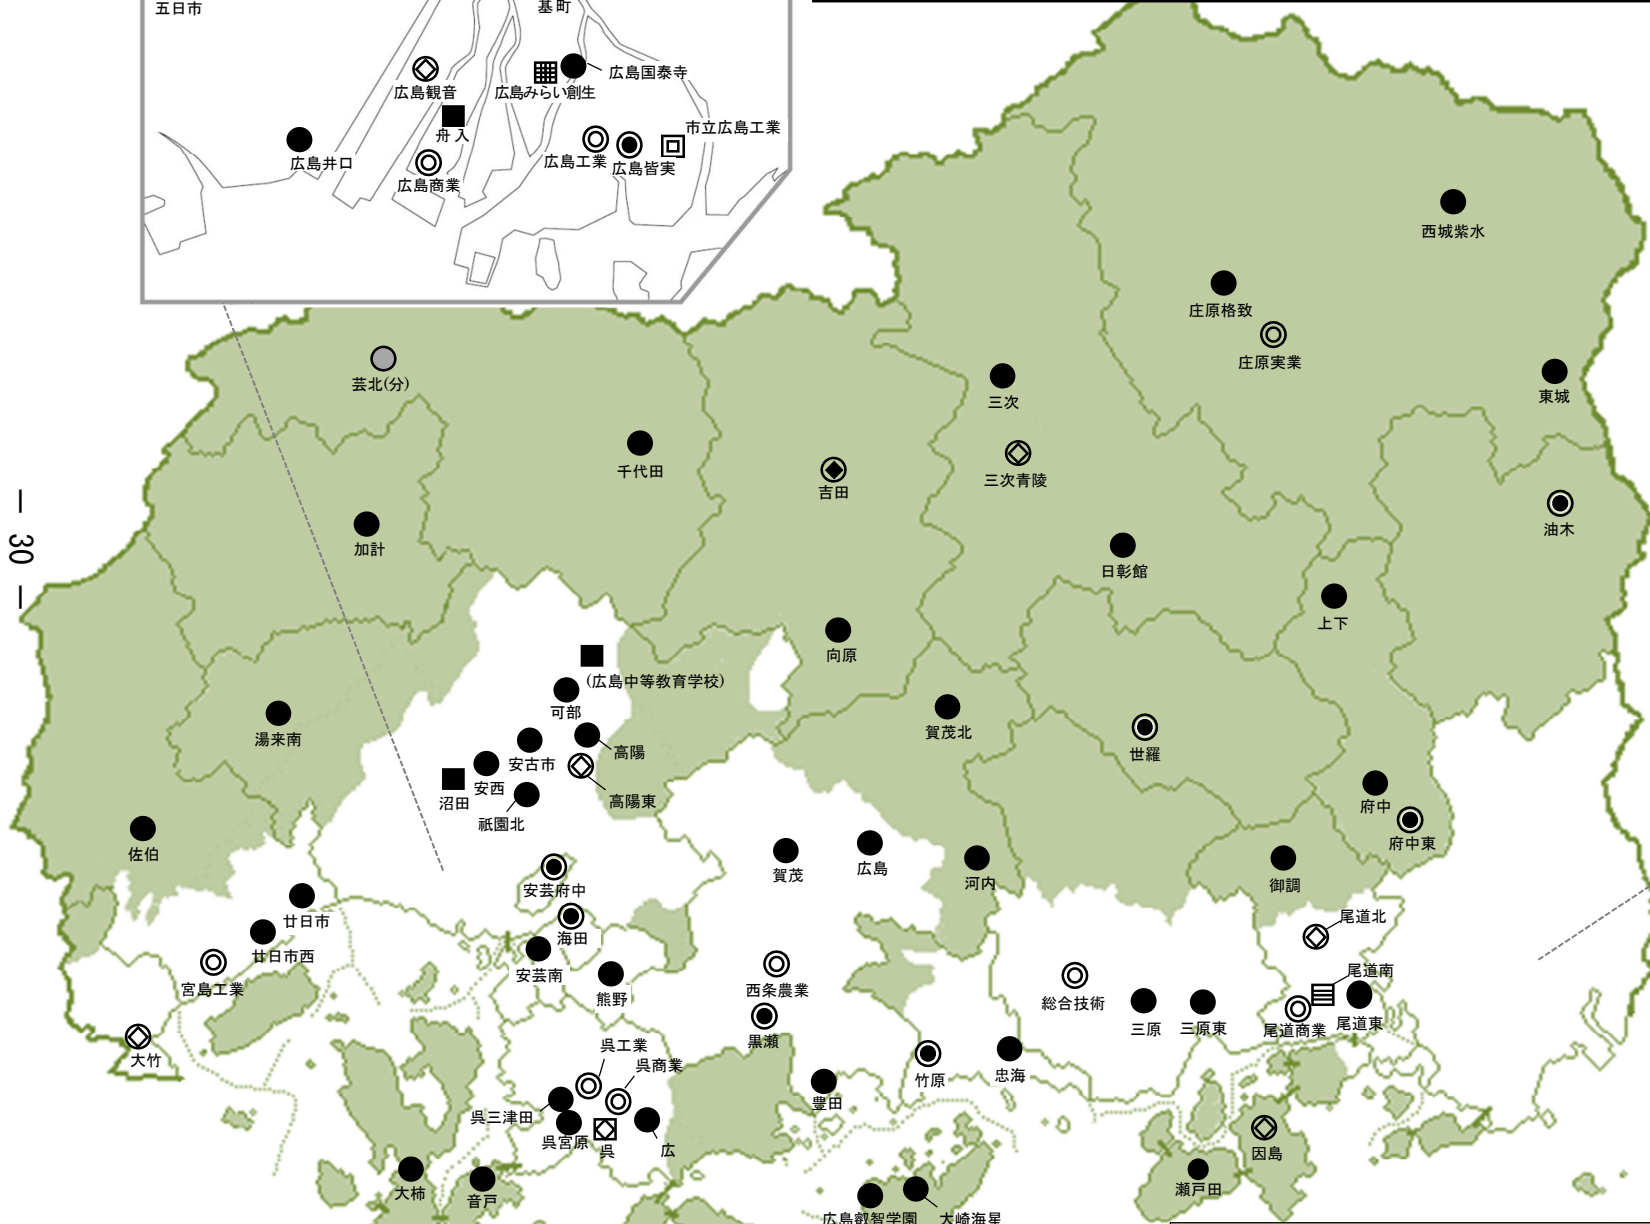 五日市
基町
広島国泰寺
広島観音
広島みらい創生
舟入
市立広島工業
広島井口
広島工業
広島皆実
広島商業
西城紫水
庄原格致
庄原実業
芸北(分)
三次
東城
千代田
三次青陵
吉田
油木
— 30 —
加計
日彰館
上下
向原
(広島中等教育学校)
可部
湯来南
賀茂北
高陽
世羅
安古市
安西
沼田
高陽東
府中
祇園北
府中東
佐伯
広島
賀茂
河内
御調
安芸府中
尾道北
廿日市
海田
廿日市西
安芸南
尾道南
宮島工業
西条農業
熊野
総合技術
三原
三原東
尾道商業
尾道東
黒瀬
呉工業
大竹
呉商業
竹原
忠海
豊田
呉三津田
呉宮原
呉
広
因島
瀬戸田
大柿
音戸
広島叡智学園
大崎海星